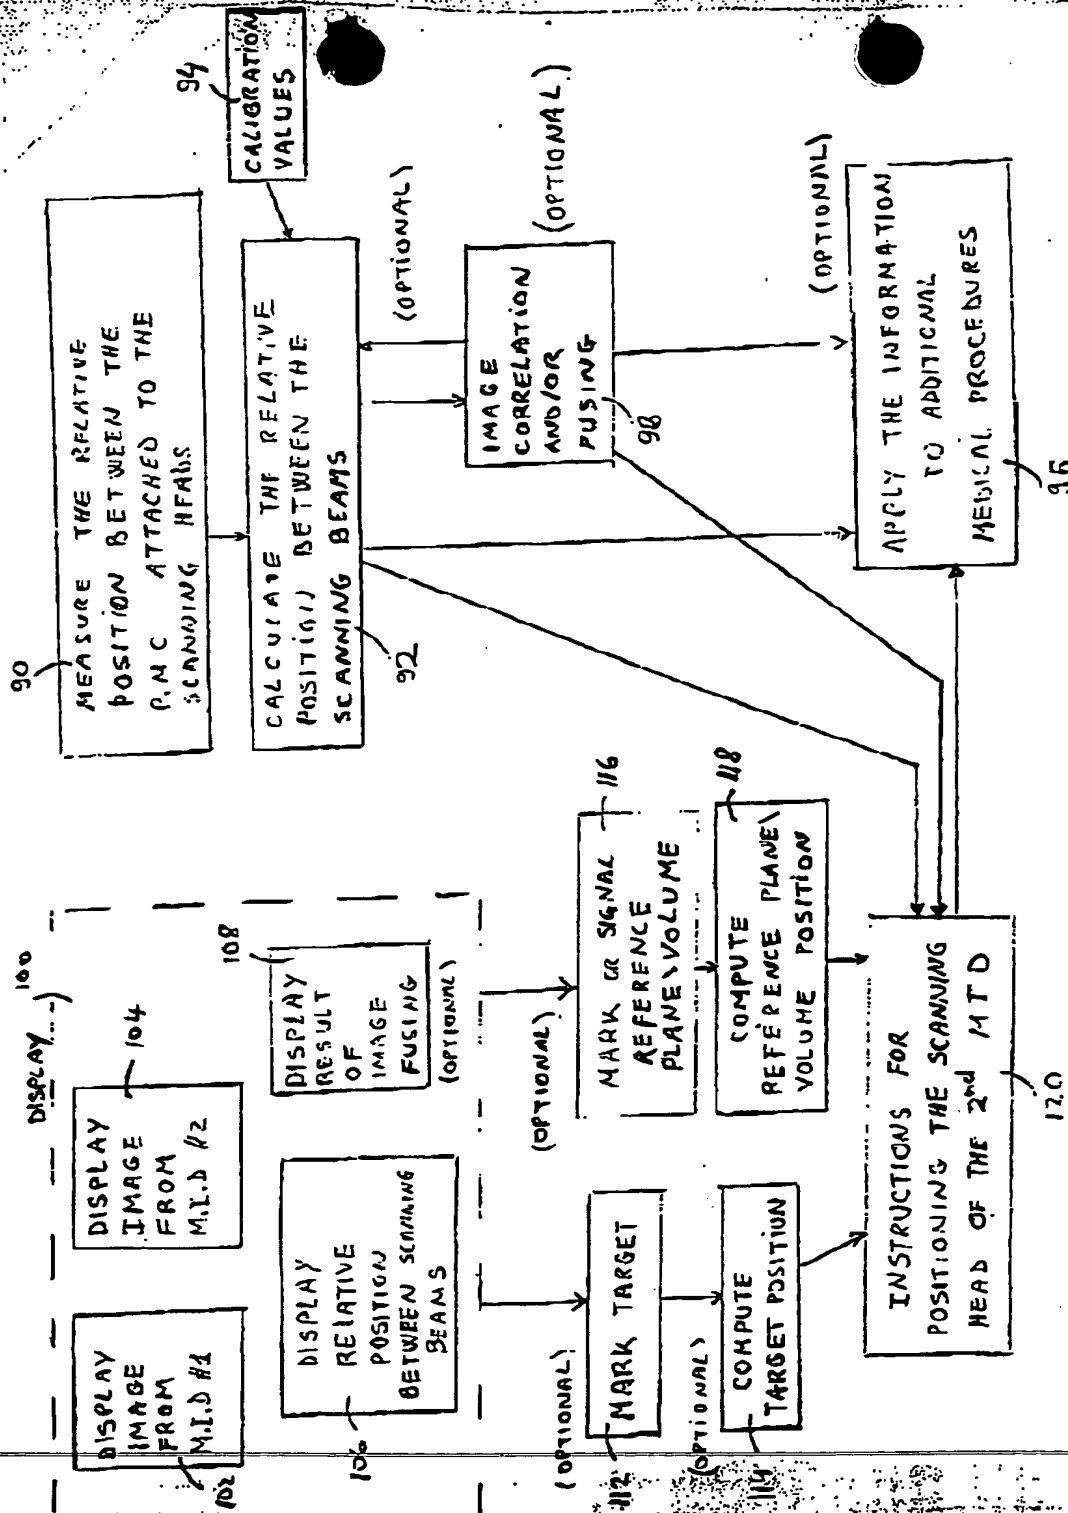 DISPLAY
100
DISPLAY
IMAGE
FROM
M.I.D #1
102
DISPLAY
IMAGE
FROM
M.I.D #2
104
DISPLAY
RELATIVE
POSITION
BETWEEN SCANNING
BEAMS
106
DISPLAY
RESULT
OF
IMAGE
FUSING
(OPTIONAL)
108
90
MEASURE THE RELATIVE
POSITION BETWEEN THE
P.M.C ATTACHED TO THE
SCANNING HEADS
94
CALIBRATION
VALUES
CALCULATE THE RELATIVE
POSITION BETWEEN THE
SCANNING BEAMS
92
(OPTIONAL)
IMAGE
CORRELATION
AND/OR
FUSING
98
(OPTIONAL)
(OPTIONAL)
MARK TARGET
112
(OPTIONAL)
COMPUTE
TARGET POSITION
114
(OPTIONAL)
MARK OR SIGNAL
REFERENCE
PLANE\VOLUME
116
COMPUTE
REFERENCE PLANE\
VOLUME POSITION
118
INSTRUCTIONS FOR
POSITIONING THE SCANNING
HEAD OF THE 2nd MTD
120
(OPTIONAL)
APPLY THE INFORMATION
TO ADDITIONAL
MEDICAL PROCEDURES
96